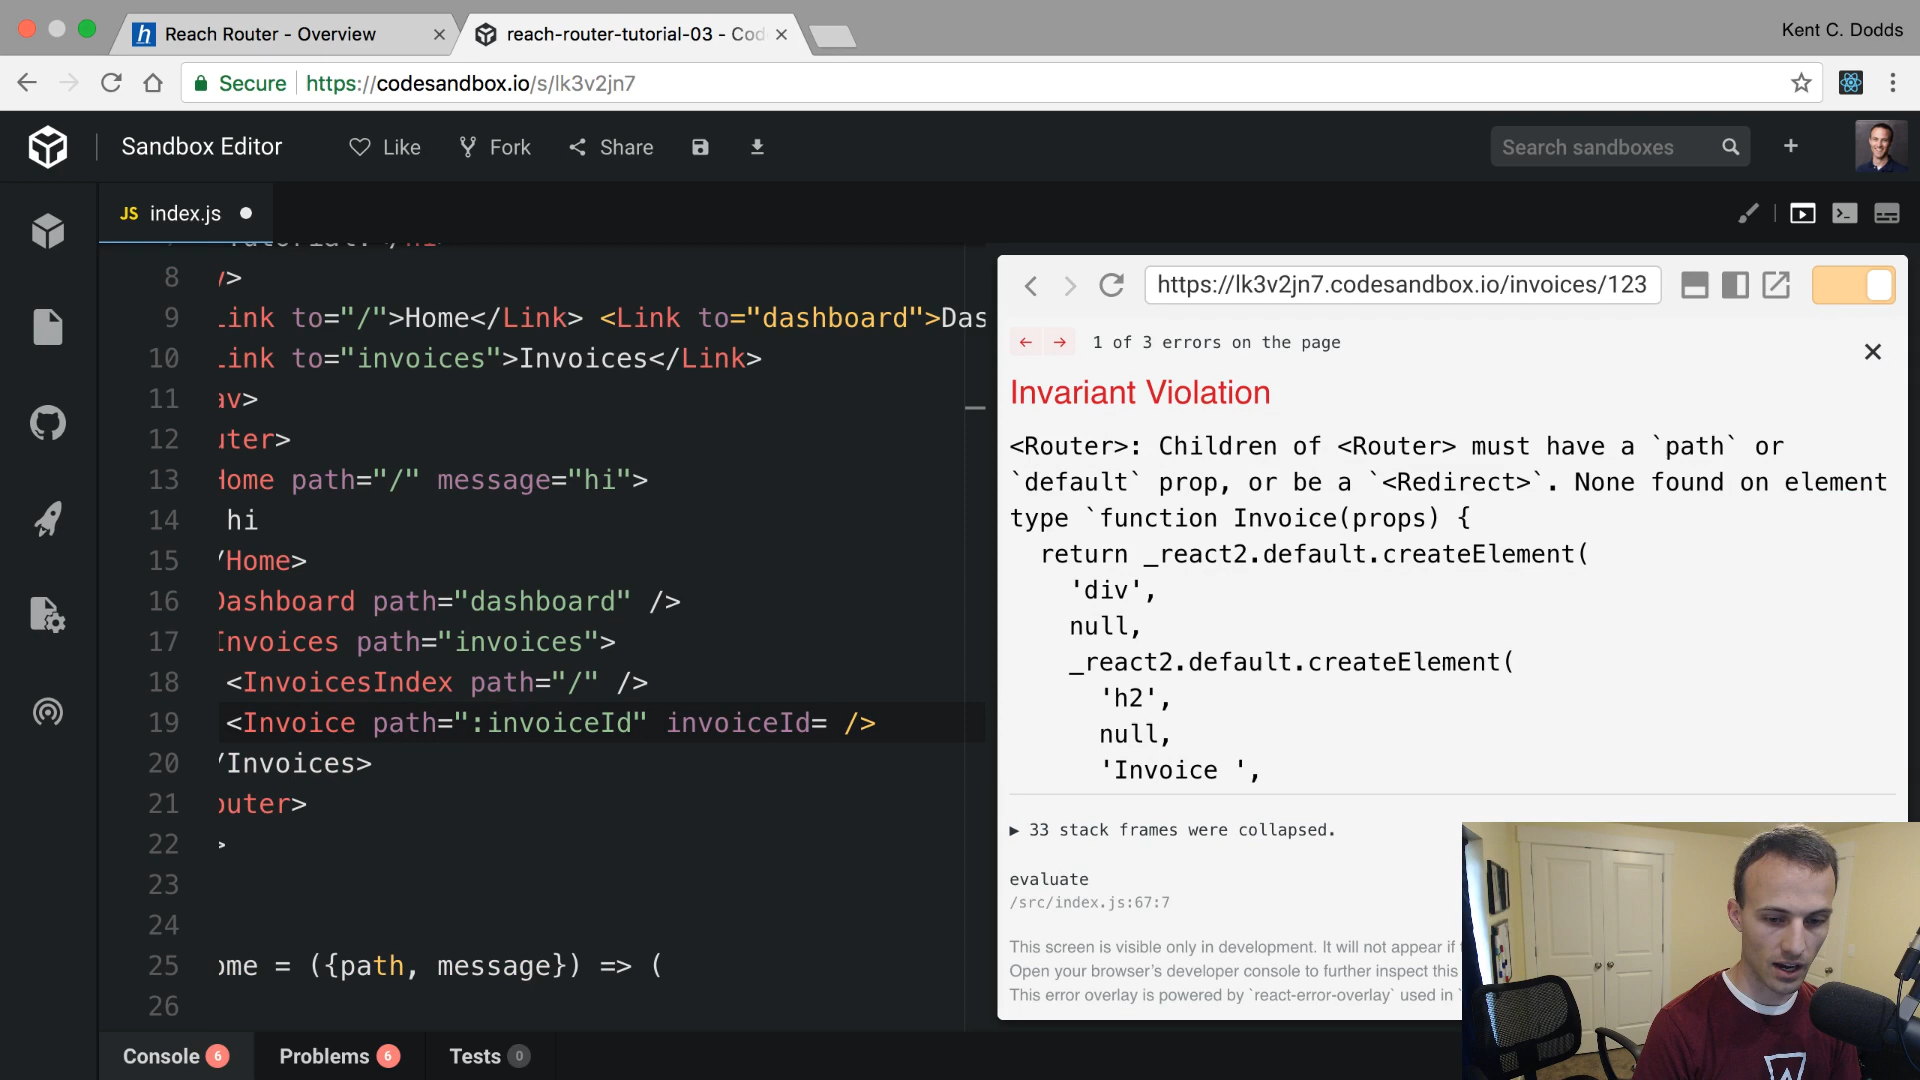 Reach Router - Overview
reach-router-tutorial-03 - Cod
Kent C. Dodds
Secure
https://codesandbox.io/s/lk3v2jn7
Sandbox Editor
Like
Fork
Share
Search sandboxes
JS index.js
8 />
9 Link to="/">Home</Link> <Link to="dashboard">Das
10 Link to="invoices">Invoices</Link>
11 av>
12 uter>
13 Home path="/" message="hi">
14 hi
15 /Home>
16 Dashboard path="dashboard" />
17 Invoices path="invoices">
18 <InvoicesIndex path="/" />
19 <Invoice path=":invoiceId" invoiceId= />
20 /Invoices>
21 outer>
22 >
23
24
25 ome = ({path, message}) => (
26
Console 6
Problems 6
Tests 0
https://lk3v2jn7.codesandbox.io/invoices/123
← → 1 of 3 errors on the page
Invariant Violation
<Router>: Children of <Router> must have a `path` or
`default` prop, or be a `<Redirect>`. None found on element
type `function Invoice(props) {
return _react2.default.createElement(
'div',
null,
_react2.default.createElement(
'h2',
null,
'Invoice ',
▶ 33 stack frames were collapsed.
evaluate
/src/index.js:67:7
This screen is visible only in development. It will not appear if
Open your browser's developer console to further inspect this
This error overlay is powered by `react-error-overlay` used in `